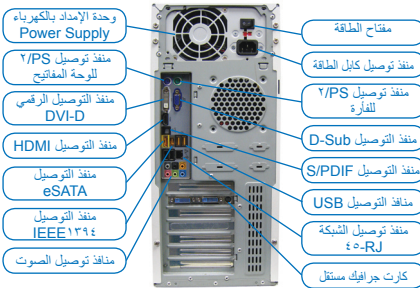 وحدة الإمداد بالكهرباء
Power Supply
منفذ توصيل PS/٢
للوحة المفاتيح
منفذ التوصيل الرقمي
DVI-D
منفذ التوصيل HDMI
منفذ التوصيل
eSATA
منفذ التوصيل
IEEE١٣٩٤
منافذ توصيل الصوت
مفتاح الطاقة
منفذ توصيل كابل الطاقة
منفذ توصيل PS/٢
للفأرة
منفذ التوصيل D-Sub
منفذ التوصيل S/PDIF
منافذ التوصيل USB
منفذ توصيل الشبكة
RJ-٤٥
كارت جرافيك مستقل